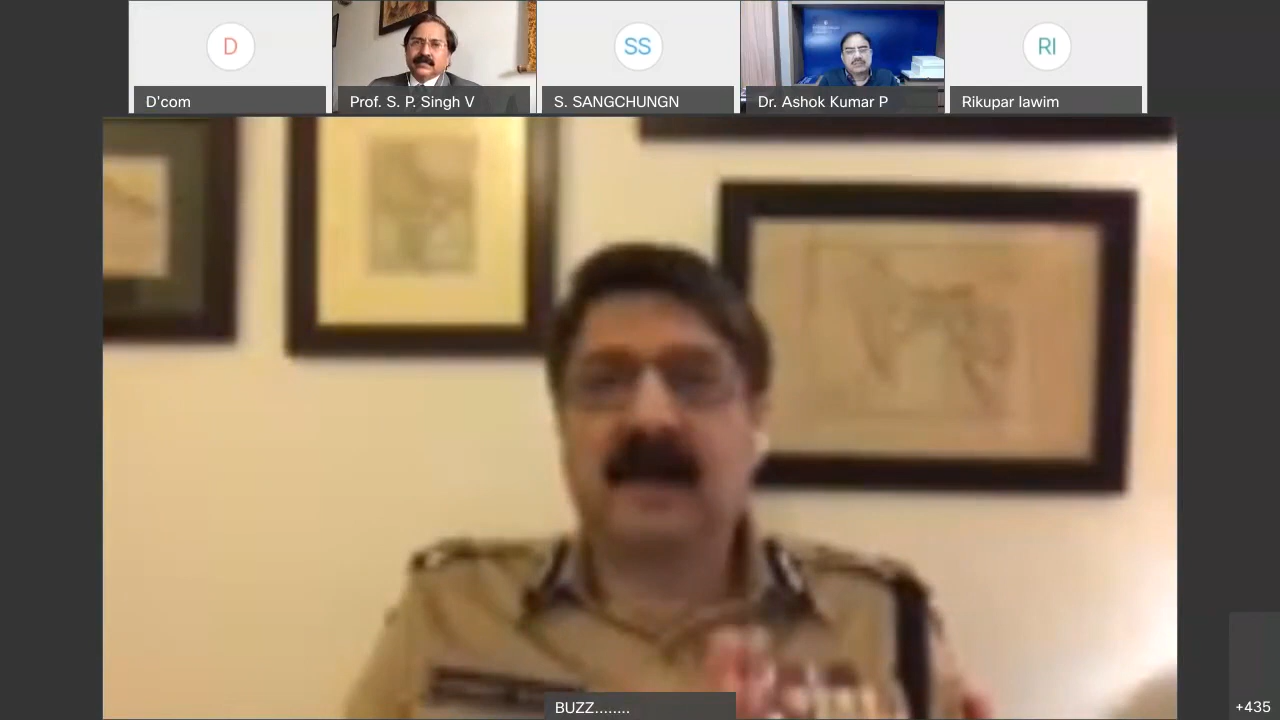 D
D'com
Prof. S. P. Singh V
SS
S. SANGCHUNGN
Dr. Ashok Kumar P
RI
Rikupar lawim
BUZZ........
+435